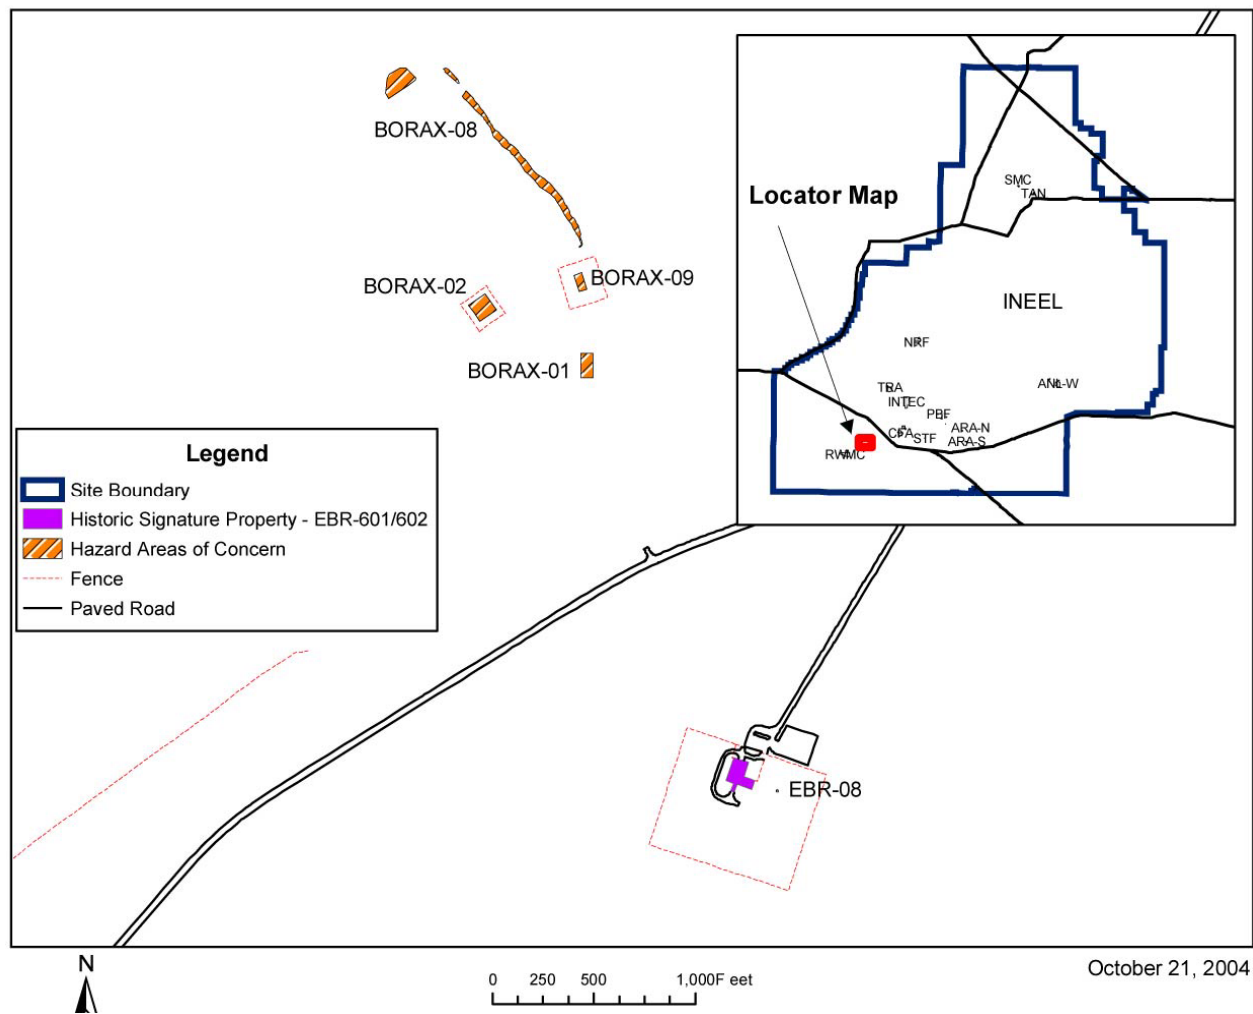 BORAX-08
Locator Map
SMC
TAN
BORAX-02
BORAX-09
INEEL
NRF
BORAX-01
TRA
INTEC
ANL-W
PBF
CFA
STF
ARA-N
ARA-S
RWMC
Legend
Site Boundary
Historic Signature Property - EBR-601/602
Hazard Areas of Concern
Fence
Paved Road
EBR-08
N
0 250 500 1,000F eet
October 21, 2004